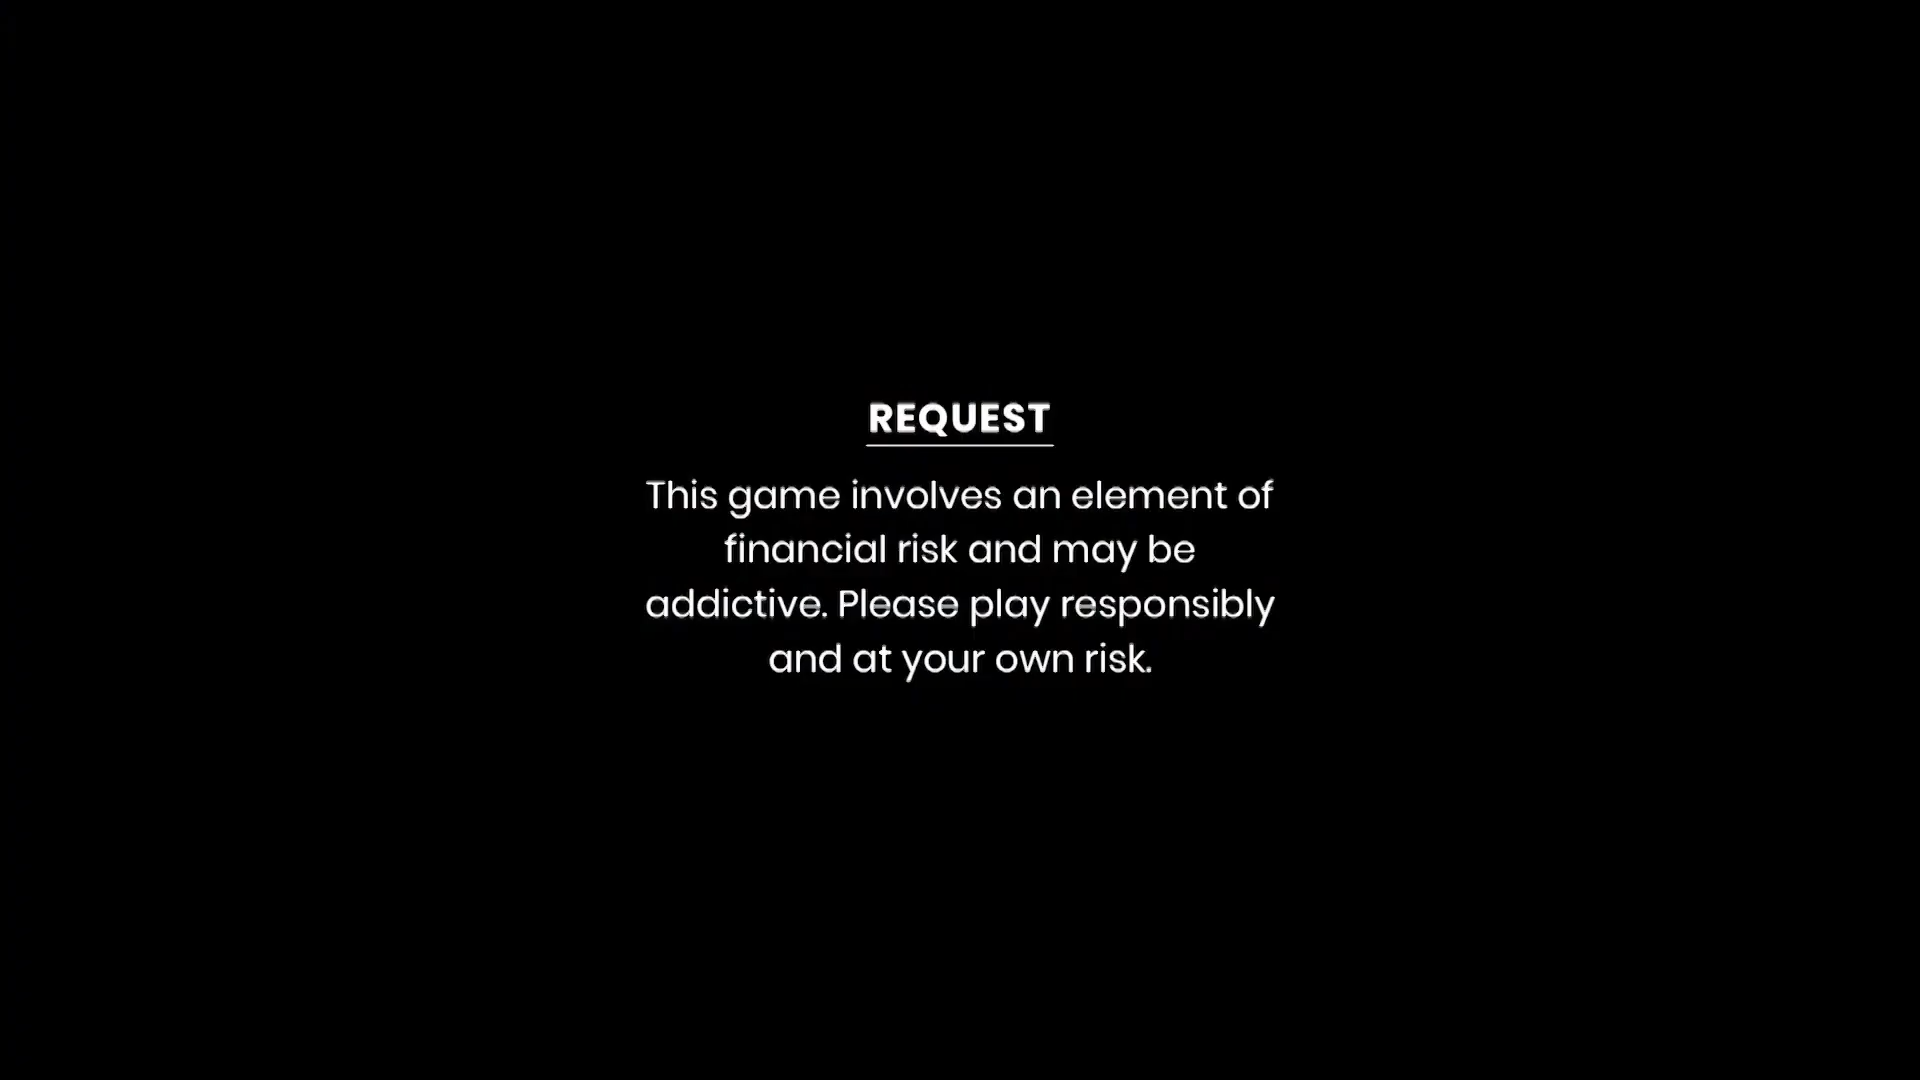 REQUEST
This game involves an element of
financial risk and may be
addictive. Please play responsibly
and at your own risk.